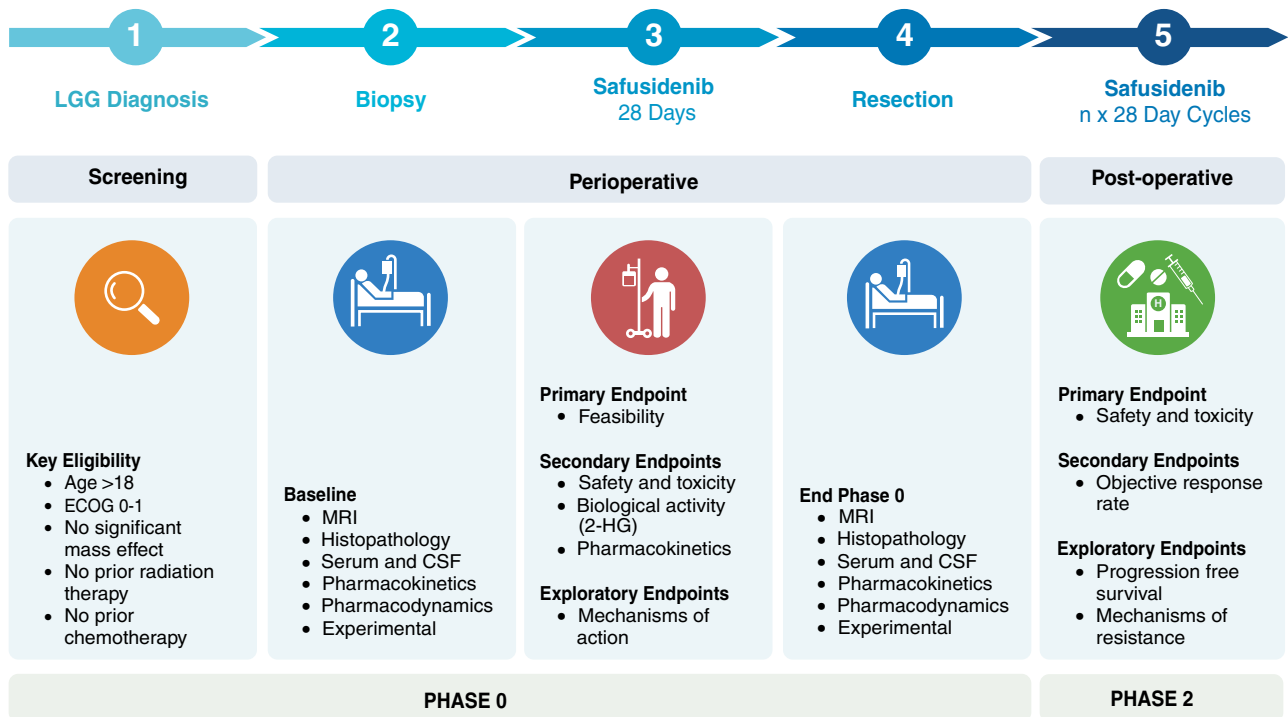 1
2
3
4
5
LGG Diagnosis
Biopsy
Safusidenib
28 Days
Resection
Safusidenib
n x 28 Day Cycles
Screening
Perioperative
Post-operative
Key Eligibility
• Age >18
• ECOG 0-1
• No significant
mass effect
• No prior radiation
therapy
• No prior
chemotherapy
Baseline
• MRI
• Histopathology
• Serum and CSF
• Pharmacokinetics
• Pharmacodynamics
• Experimental
Primary Endpoint
• Feasibility
Secondary Endpoints
• Safety and toxicity
• Biological activity
(2-HG)
• Pharmacokinetics
Exploratory Endpoints
• Mechanisms of
action
End Phase 0
• MRI
• Histopathology
• Serum and CSF
• Pharmacokinetics
• Pharmacodynamics
• Experimental
H
Primary Endpoint
• Safety and toxicity
Secondary Endpoints
• Objective response
rate
Exploratory Endpoints
• Progression free
survival
• Mechanisms of
resistance
PHASE 0
PHASE 2